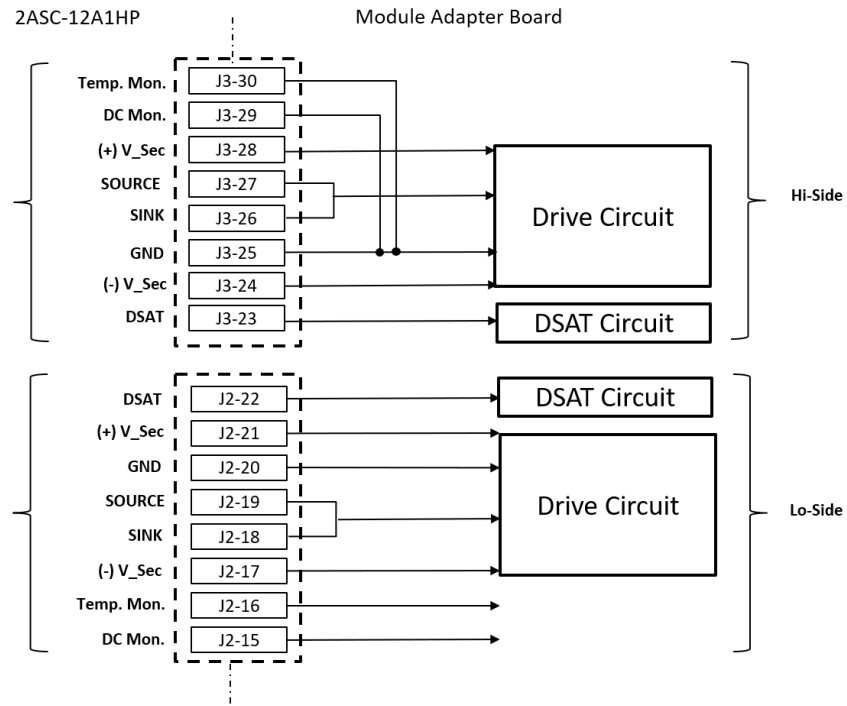 2ASC-12A1HP Module Adapter Board
Temp. Mon. J3-30
DC Mon. J3-29
(+) V_Sec J3-28
SOURCE J3-27
SINK J3-26
GND J3-25
(-) V_Sec J3-24
DSAT J3-23
Drive Circuit
Hi-Side
DSAT Circuit
DSAT J2-22
(+) V_Sec J2-21
GND J2-20
SOURCE J2-19
SINK J2-18
(-) V_Sec J2-17
Temp. Mon. J2-16
DC Mon. J2-15
DSAT Circuit
Drive Circuit
Lo-Side